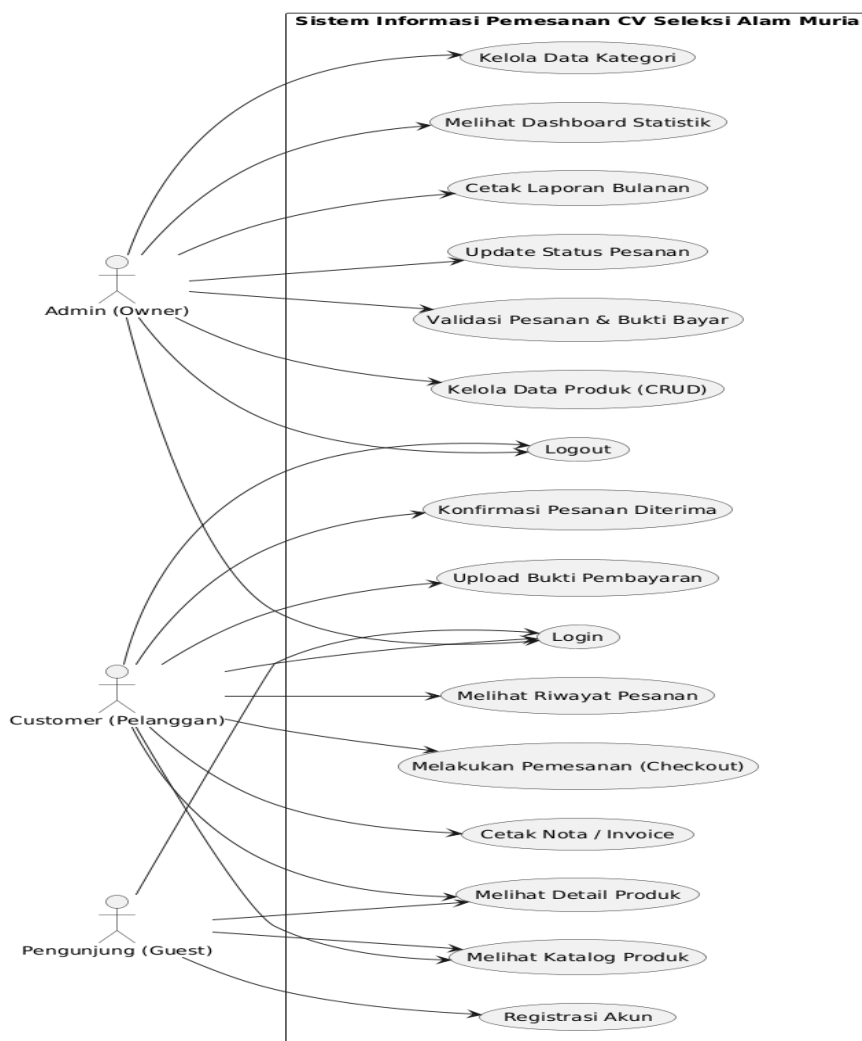 Sistem Informasi Pemesanan CV Seleksi Alam Muria
Kelola Data Kategori
Melihat Dashboard Statistik
Cetak Laporan Bulanan
Update Status Pesanan
Admin (Owner)
Validasi Pesanan & Bukti Bayar
Kelola Data Produk (CRUD)
Logout
Konfirmasi Pesanan Diterima
Upload Bukti Pembayaran
Login
Melihat Riwayat Pesanan
Customer (Pelanggan)
Melakukan Pemesanan (Checkout)
Cetak Nota / Invoice
Melihat Detail Produk
Pengunjung (Guest)
Melihat Katalog Produk
Registrasi Akun